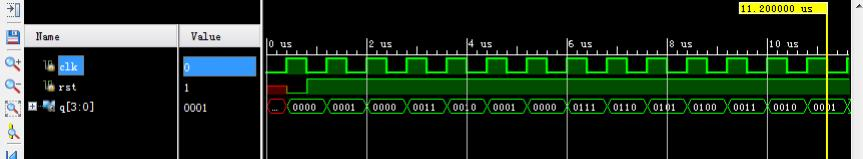 11.200000 us
Name Value
0 us 2 us 4 us 6 us 8 us 10 us
clk 0
rst 1
q[3:0] 0001 ... 0000 0001 0000 0011 0010 0001 0000 0111 0110 0101 0100 0011 0010 0001